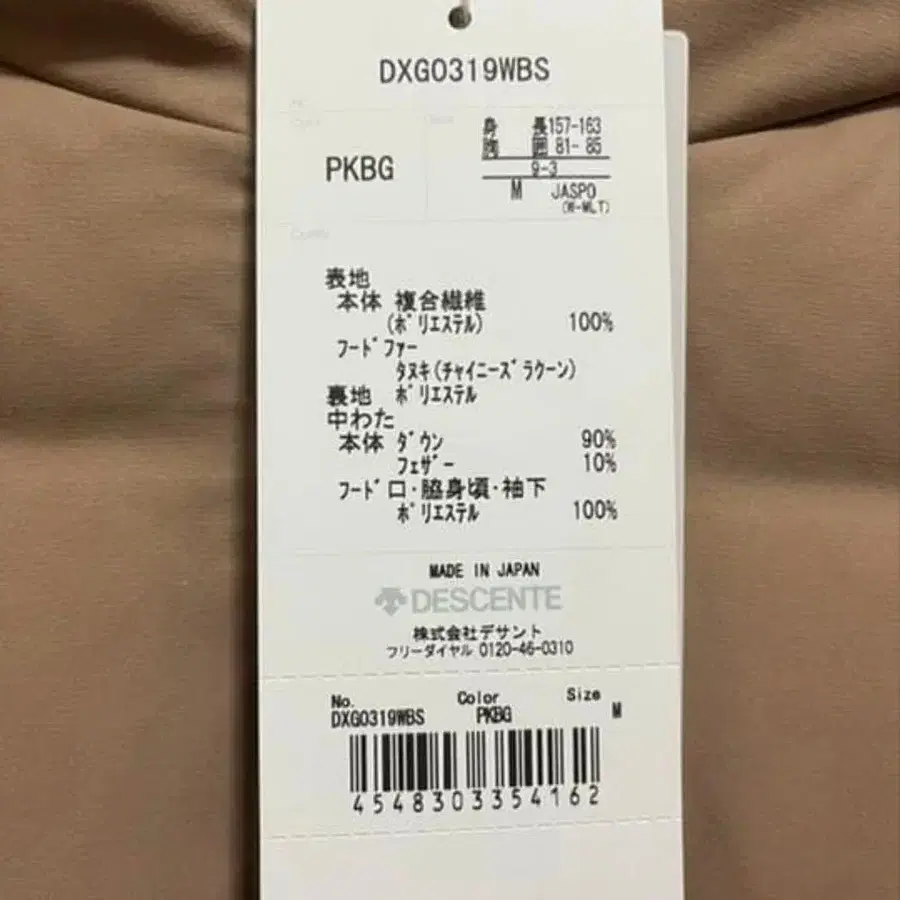 DXG0319WBS
PKBG
身 長157-163
胸 囲 81- 85
9-3
M JASPO
(W-MLT)
表地
本体 複合繊維
(ポリエステル) 100%
フードファー
タヌキ(チャイニーズラクーン)
裏地 ポリエステル
中わた
本体 ダウン 90%
フェザー 10%
フード口・脇身頃・袖下
ポリエステル 100%
MADE IN JAPAN
DESCENTE
株式会社デサント
フリーダイヤル 0120-46-0310
No. Color Size
DXG0319WBS PKBG M
4548303354162